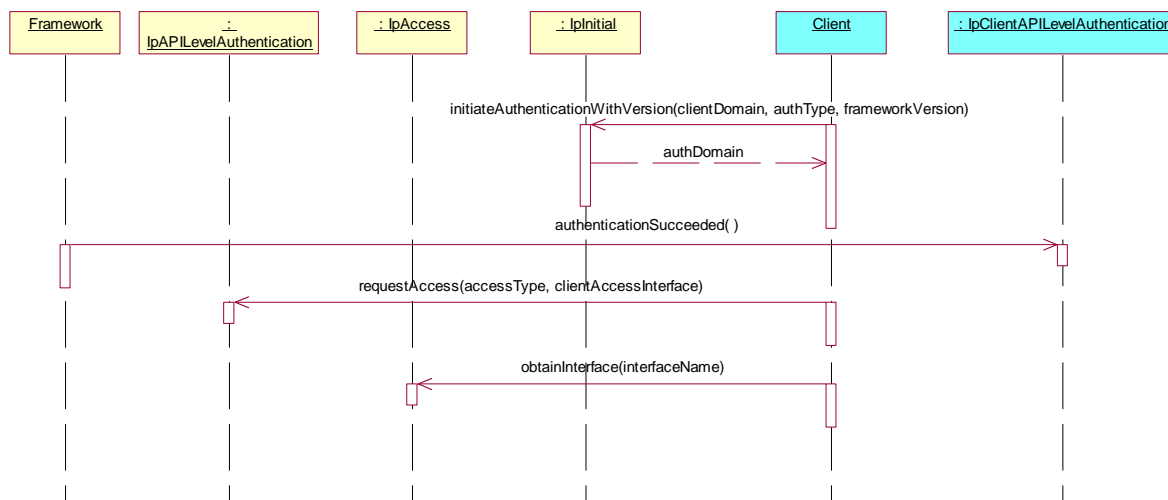 Framework
:
IpAPILevelAuthentication
: IpAccess
: IpInitial
Client
: IpClientAPILevelAuthentication
initiateAuthenticationWithVersion(clientDomain, authType, frameworkVersion)
authDomain
authenticationSucceeded( )
requestAccess(accessType, clientAccessInterface)
obtainInterface(interfaceName)